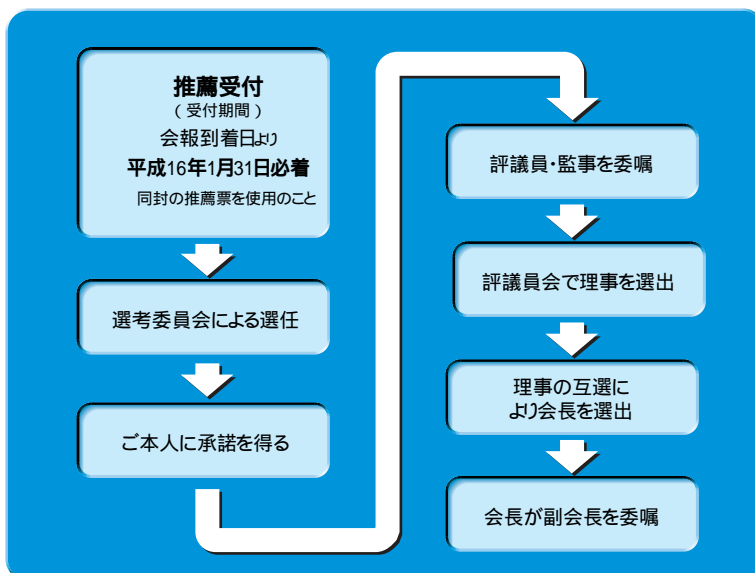 推薦受付
(受付期間)
会報到着日より
平成16年1月31日必着
同封の推薦票を使用のこと
選考委員会による選任
ご本人に承諾を得る
評議員・監事を委嘱
評議員会で理事を選出
理事の互選に
より会長を選出
会長が副会長を委嘱